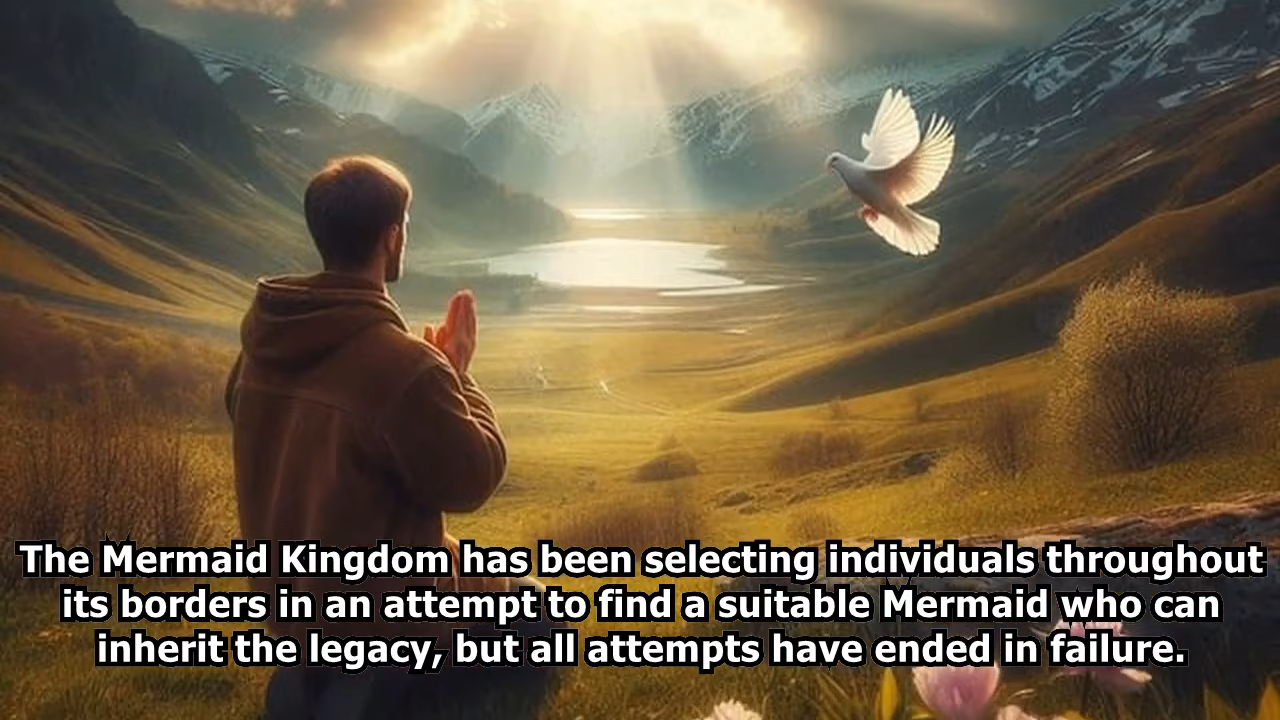 The Mermaid Kingdom has been selecting individuals throughout
its borders in an attempt to find a suitable Mermaid who can
inherit the legacy, but all attempts have ended in failure.